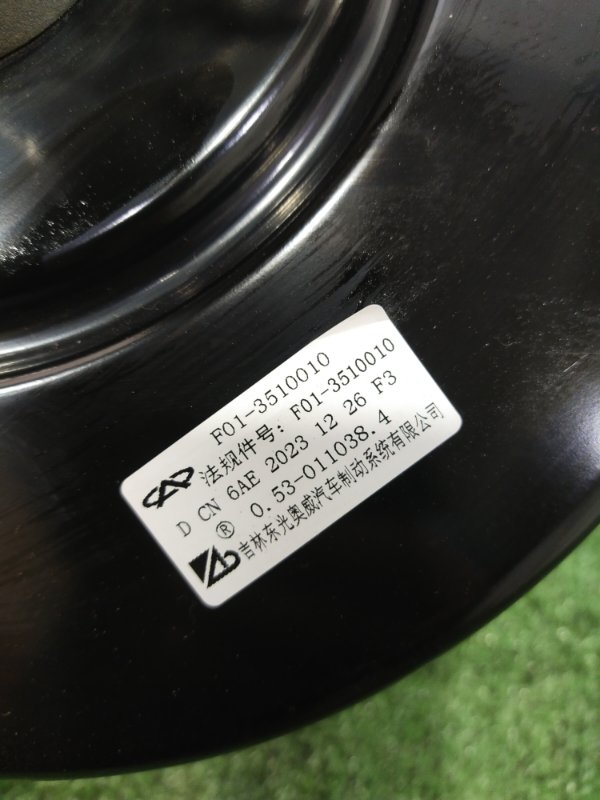 F01-3510010
法规件号: F01-3510010
D CN 6AE 2023 12 26 F3
® 0.53-011038.4
吉林东光奥威汽车制动系统有限公司